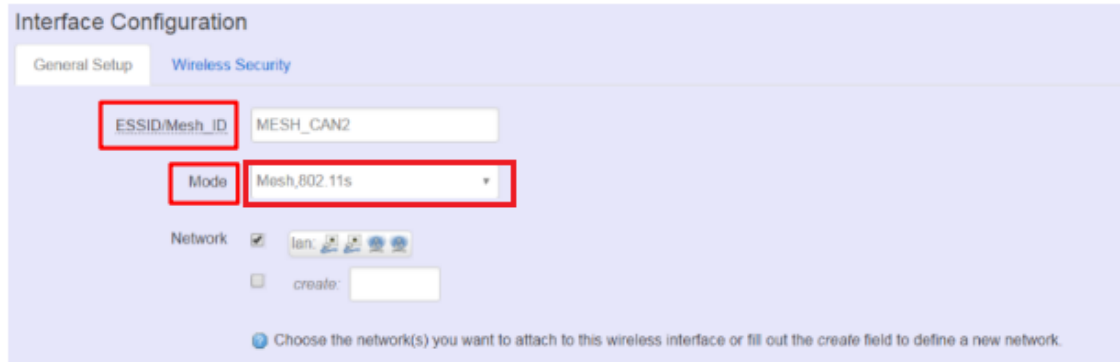 Interface Configuration
General Setup Wireless Security
ESSID/Mesh_ID MESH_CAN2
Mode Mesh,802.11s
Network lan:
create:
Choose the network(s) you want to attach to this wireless interface or fill out the create field to define a new network.